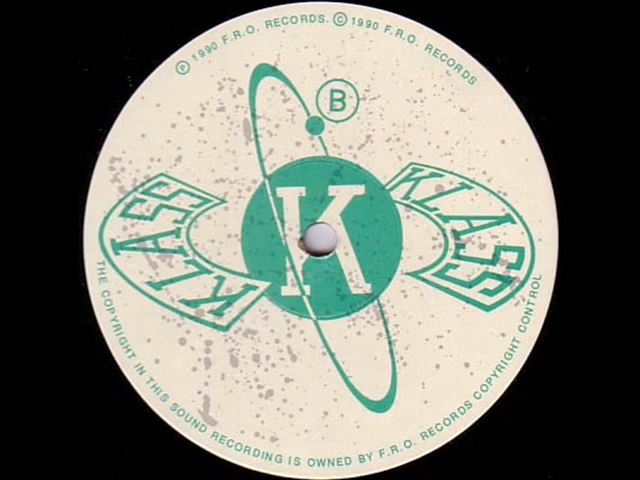 ℗ 1990 F.R.O. RECORDS. © 1990 F.R.O. RECORDS
B
KLASS
K
KLASS
THE COPYRIGHT IN THIS SOUND RECORDING IS OWNED BY F.R.O. RECORDS COPYRIGHT CONTROL